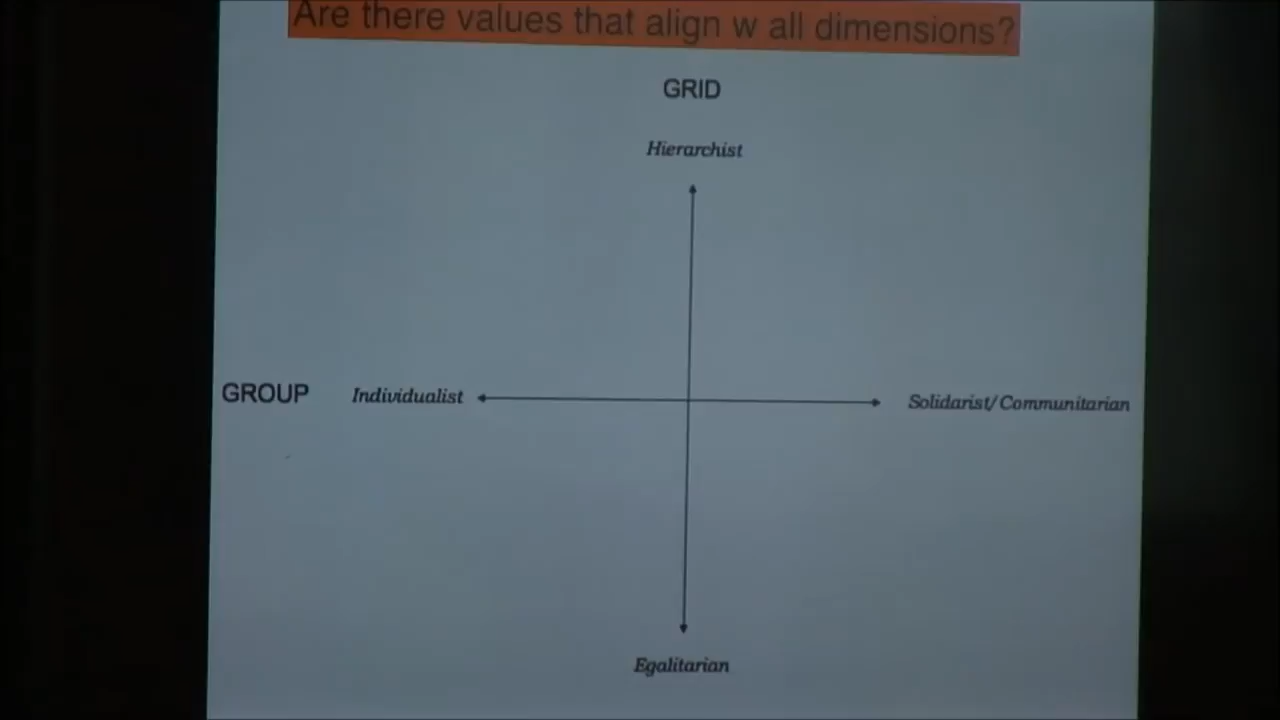 Are there values that align w all dimensions?
GRID
Hierarchist
GROUP Individualist Solidarist/Communitarian
Egalitarian